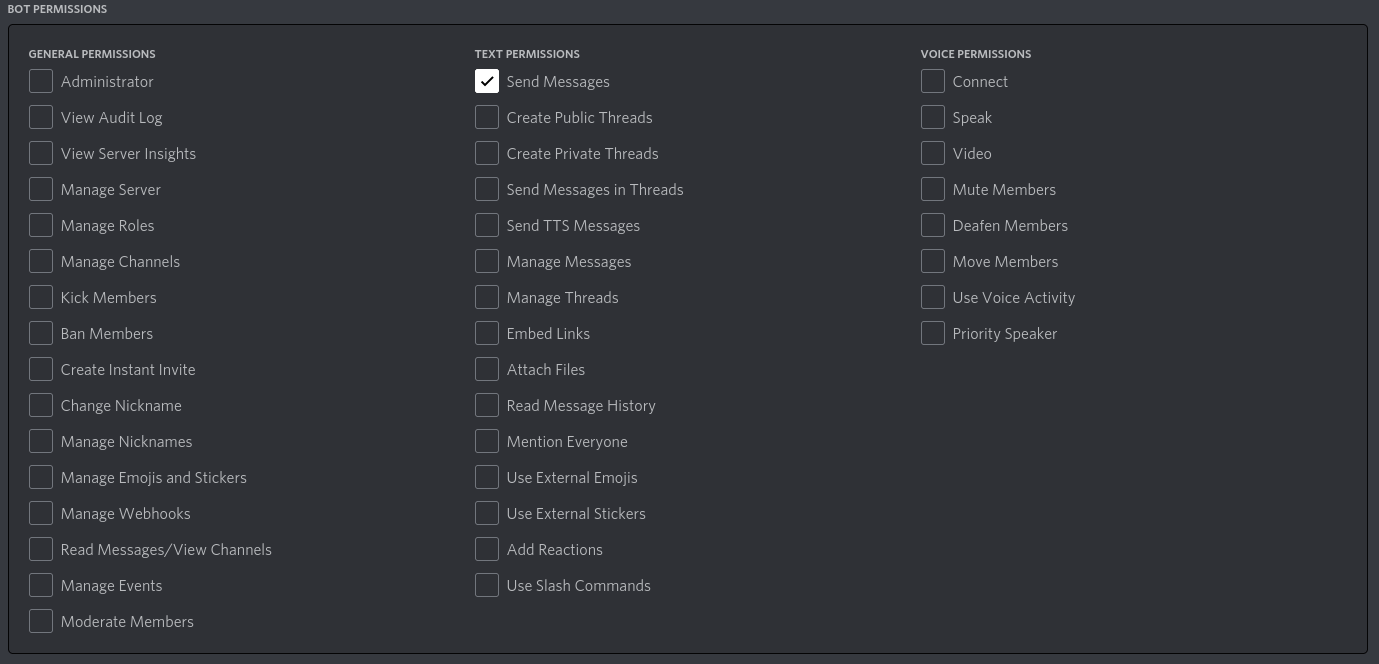 BOT PERMISSIONS
GENERAL PERMISSIONS
Administrator
View Audit Log
View Server Insights
Manage Server
Manage Roles
Manage Channels
Kick Members
Ban Members
Create Instant Invite
Change Nickname
Manage Nicknames
Manage Emojis and Stickers
Manage Webhooks
Read Messages/View Channels
Manage Events
Moderate Members
TEXT PERMISSIONS
Send Messages
Create Public Threads
Create Private Threads
Send Messages in Threads
Send TTS Messages
Manage Messages
Manage Threads
Embed Links
Attach Files
Read Message History
Mention Everyone
Use External Emojis
Use External Stickers
Add Reactions
Use Slash Commands
VOICE PERMISSIONS
Connect
Speak
Video
Mute Members
Deafen Members
Move Members
Use Voice Activity
Priority Speaker